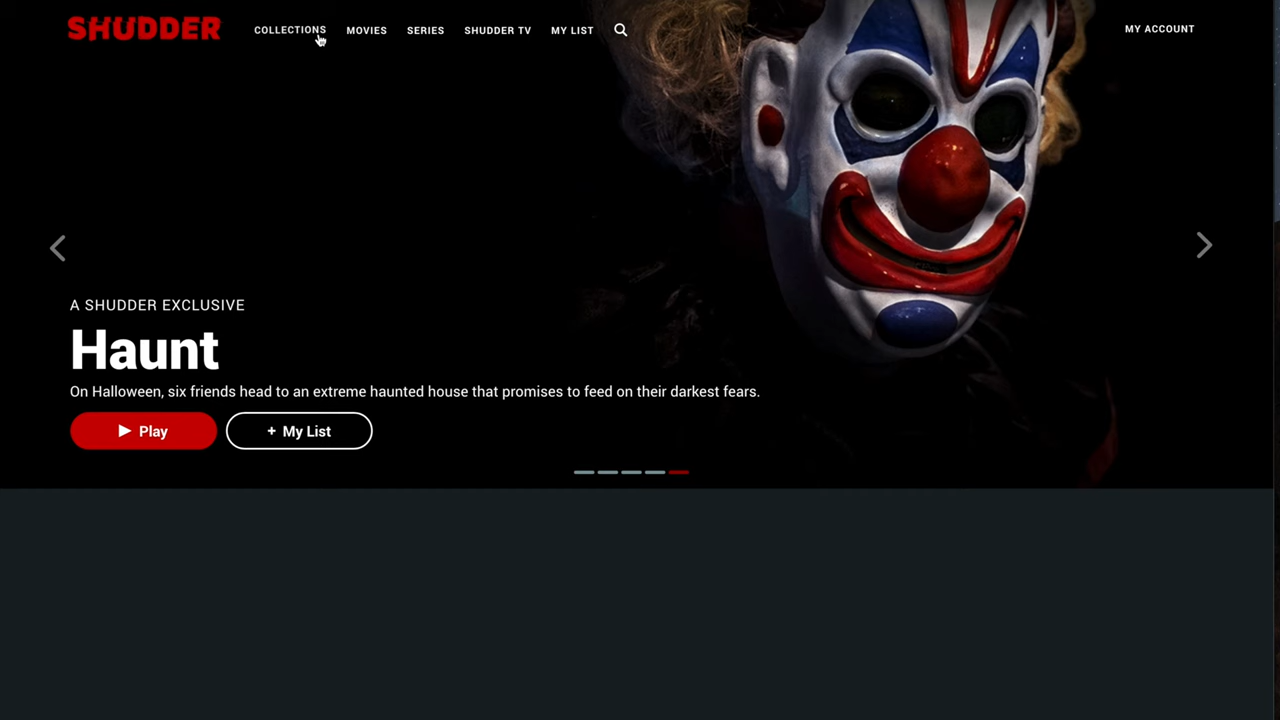 SHUDDER
COLLECTIONS MOVIES SERIES SHUDDER TV MY LIST
MY ACCOUNT
A SHUDDER EXCLUSIVE
Haunt
On Halloween, six friends head to an extreme haunted house that promises to feed on their darkest fears.
Play
+ My List